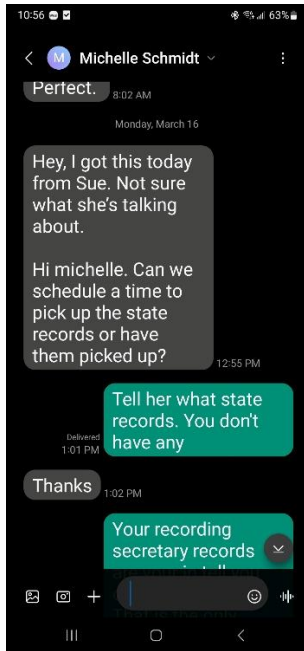 10:56
63%
Michelle Schmidt
M
Perfect.
8:02 AM
Monday, March 16
Hey, I got this today
from Sue. Not sure
what she's talking
about.
Hi michelle. Can we
schedule a time to
pick up the state
records or have
them picked up?
12:55 PM
Tell her what state
records. You don't
have any
Delivered
1:01 PM
Thanks
1:02 PM
Your recording
secretary records